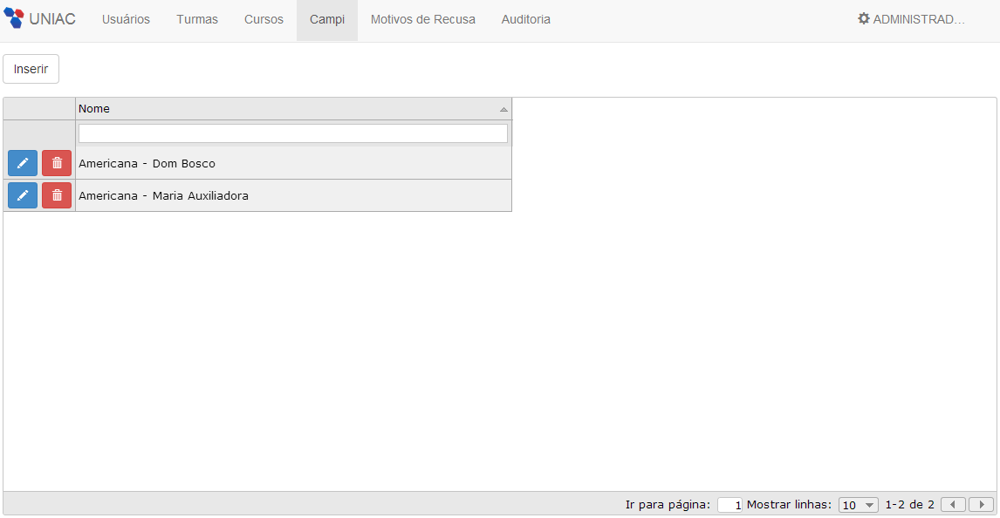 UNIAC Usuários Turmas Cursos Campi Motivos de Recusa Auditoria ADMINISTRAD...
Inserir
Nome
Americana - Dom Bosco
Americana - Maria Auxiliadora
Ir para página: 1 Mostrar linhas: 10 1-2 de 2